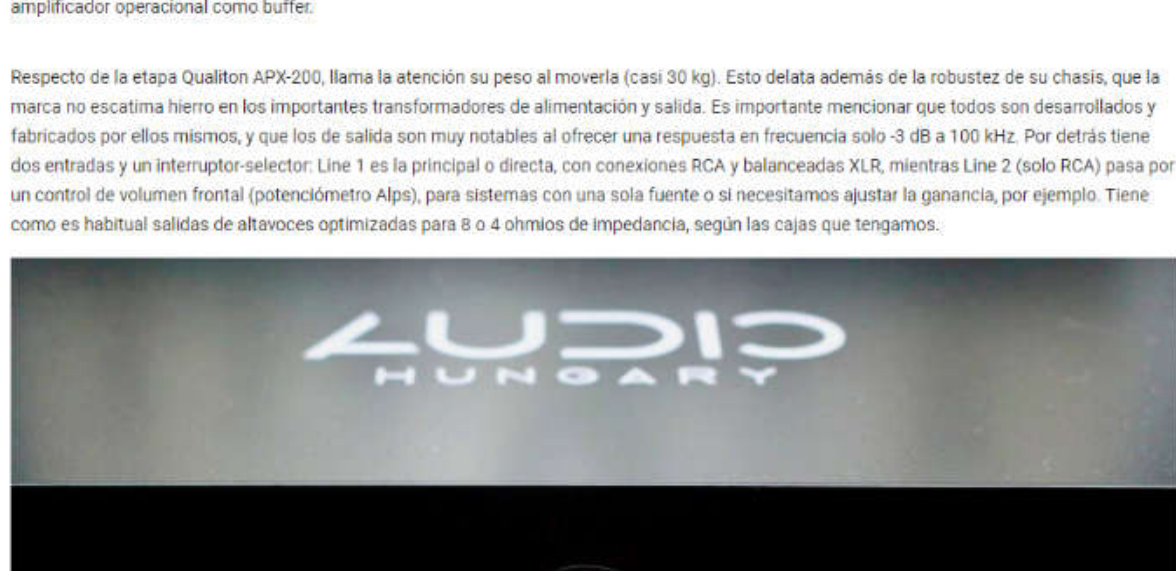 amplificador operacional como buffer.
Respecto de la etapa Qualiton APX-200, llama la atención su peso al moverla (casi 30 kg). Esto delata además de la robustez de su chasis, que la
marca no escatima hierro en los importantes transformadores de alimentación y salida. Es importante mencionar que todos son desarrollados y
fabricados por ellos mismos, y que los de salida son muy notables al ofrecer una respuesta en frecuencia solo -3 dB a 100 kHz. Por detrás tiene
dos entradas y un interruptor-selector: Line 1 es la principal o directa, con conexiones RCA y balanceadas XLR, mientras Line 2 (solo RCA) pasa por
un control de volumen frontal (potenciómetro Alps), para sistemas con una sola fuente o si necesitamos ajustar la ganancia, por ejemplo. Tiene
como es habitual salidas de altavoces optimizadas para 8 o 4 ohmios de impedancia, según las cajas que tengamos.
AUDIO
HUNGARY